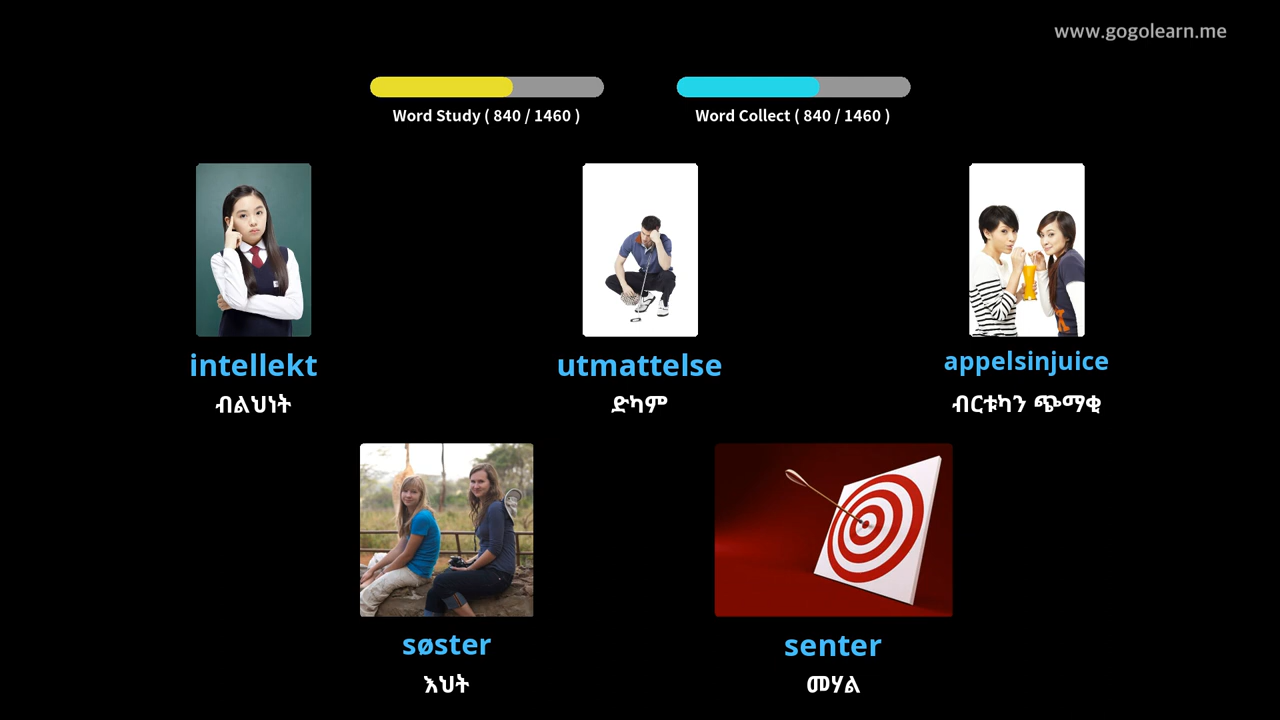 www.gogolearn.me
Word Study ( 840 / 1460 )
Word Collect ( 840 / 1460 )
intellekt
ብልህነት
utmattelse
ድካም
appelsinjuice
ብርቱካን ጭማቂ
søster
እህት
senter
መሃል